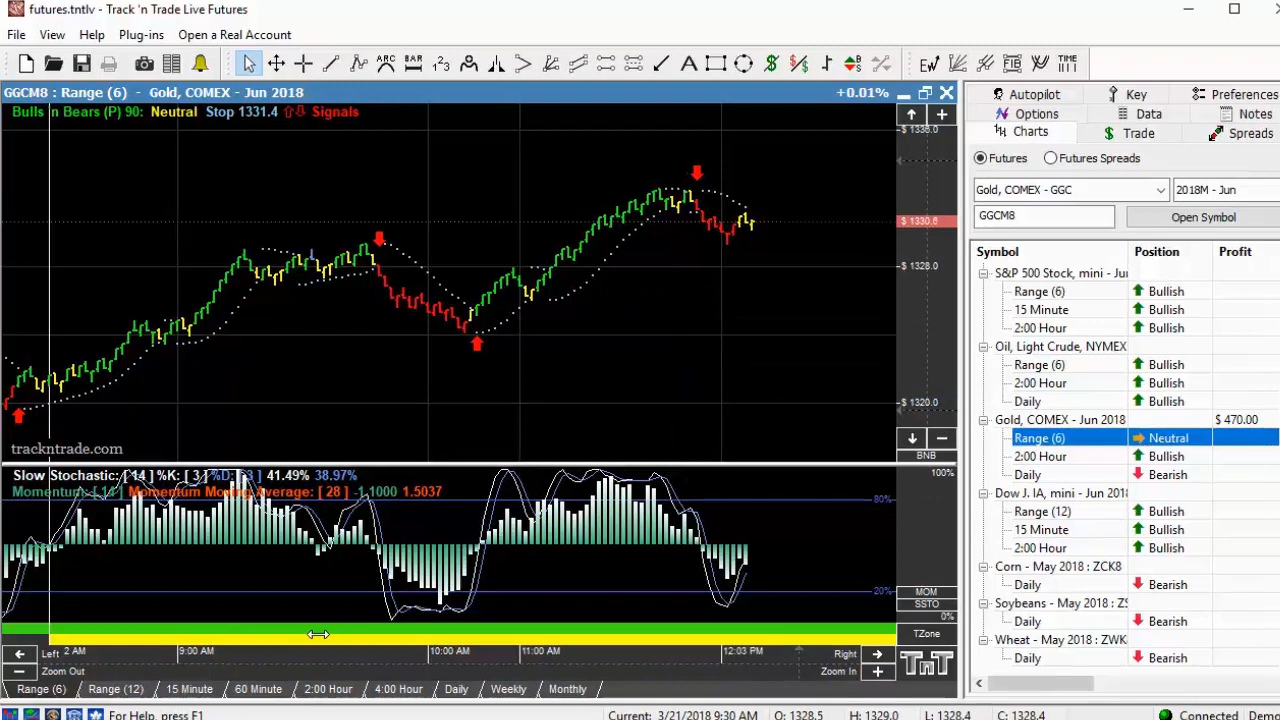 futures.tntlv - Track 'n Trade Live Futures
File View Help Plug-ins Open a Real Account
GGCM8 : Range (6) - Gold, COMEX - Jun 2018 +0.01%
Bulls 'n Bears (P) 90: Neutral Stop 1331.4 Signals
$ 1336.0
$ 1330.6
$ 1328.0
$ 1320.0
trackntrade.com
BNB
Slow Stochastic: [ 14 ] %K: [ 3 ] %D: [ 3 ] 41.49% 38.97%
Momentum: [ 14 ] Momentum Moving Average: [ 28 ] -1.1000 1.5037
100%
80%
20%
MOM
SSTO
0%
TZone
Left 2 AM 9:00 AM 10:00 AM 11:00 AM 12:03 PM Right
Zoom Out Zoom In
TnT
Range (6) Range (12) 15 Minute 60 Minute 2:00 Hour 4:00 Hour Daily Weekly Monthly
Autopilot Key Preferences
Options Data Notes
Charts Trade Spreads
Futures Futures Spreads
Gold, COMEX - GGC 2018M - Jun
GGCM8 Open Symbol
Symbol Position Profit
S&P 500 Stock, mini - Jun
Range (6) Bullish
15 Minute Bullish
2:00 Hour Bullish
Oil, Light Crude, NYMEX
Range (6) Bullish
2:00 Hour Bullish
Daily Bullish
Gold, COMEX - Jun 2018 $ 470.00
Range (6) Neutral
2:00 Hour Bullish
Daily Bearish
Dow J. IA, mini - Jun 2018
Range (12) Bullish
15 Minute Bullish
2:00 Hour Bullish
Corn - May 2018 : ZCK8
Daily Bearish
Soybeans - May 2018 : ZS
Daily Bearish
Wheat - May 2018 : ZWK
Daily Bearish
For Help, press F1 Current: 3/21/2018 9:30 AM O: 1328.5 H: 1329.0 L: 1328.4 C: 1328.4 Connected Demo